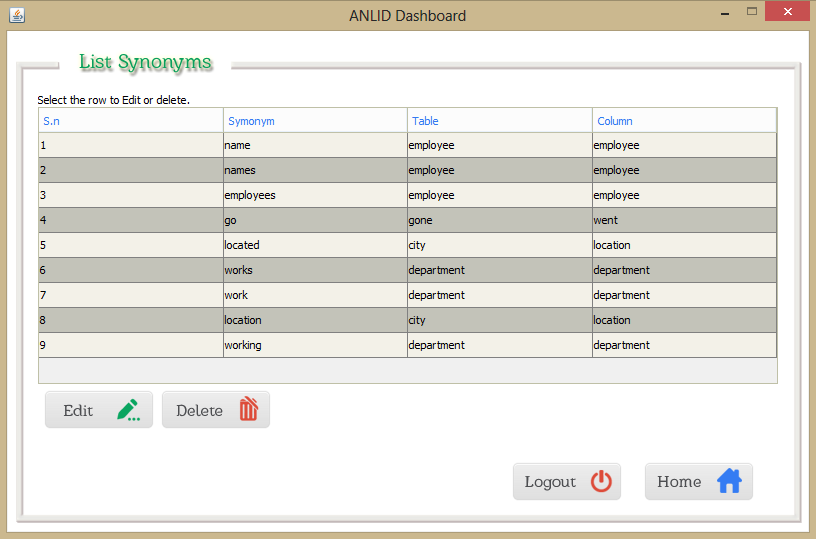 ANLID Dashboard
List Synonyms
Select the row to Edit or delete.
S.n Symonym Table Column
1 name employee employee
2 names employee employee
3 employees employee employee
4 go gone went
5 located city location
6 works department department
7 work department department
8 location city location
9 working department department
Edit Delete
Logout Home